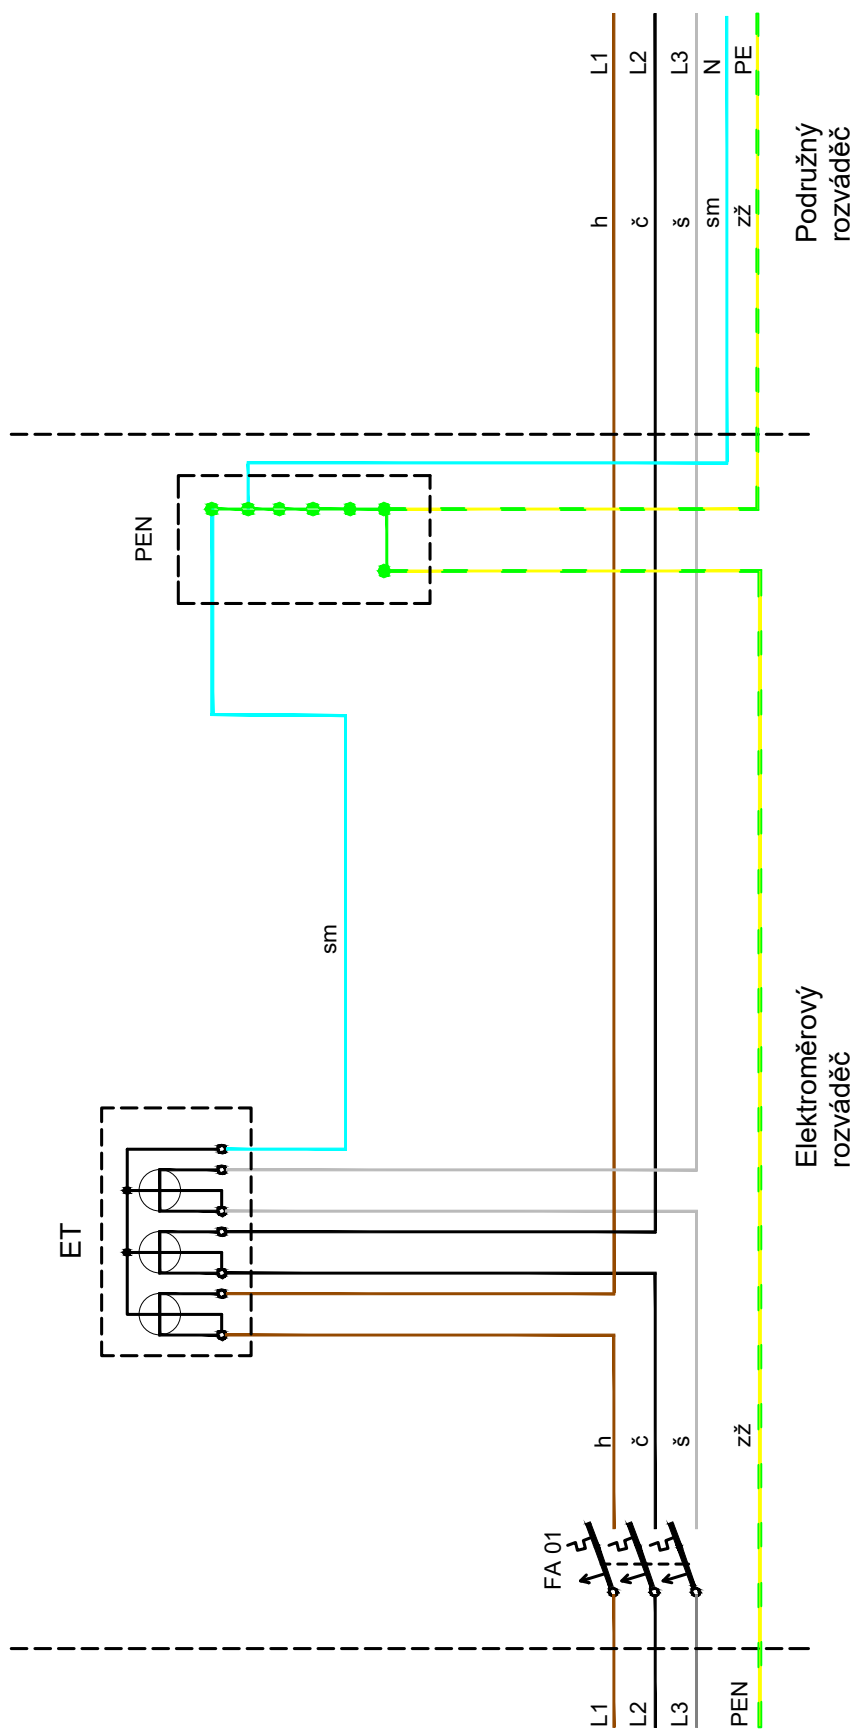 L1
L2
L3
N
PE
h
č
š
sm
zž
Podružný
rozváděč
PEN
sm
ET
Elektroměrový
rozváděč
h
č
š
zž
FA 01
L1
L2
L3
PEN